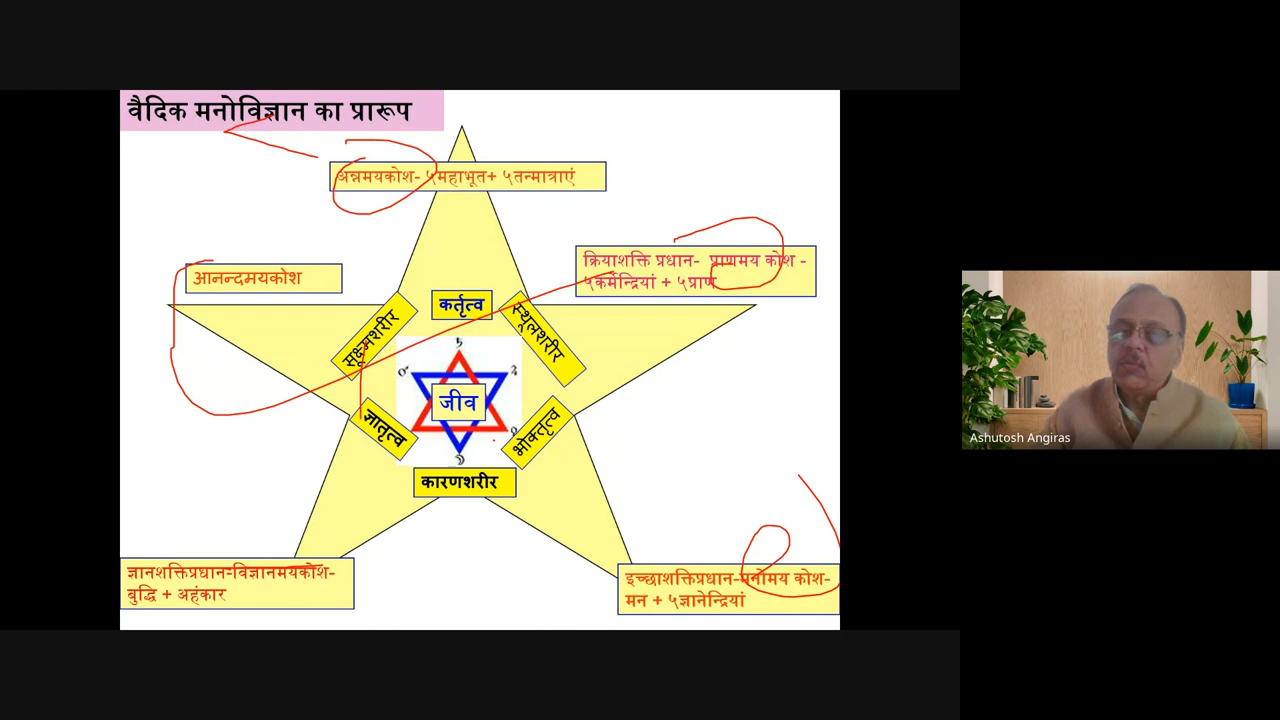 वैदिक मनोविज्ञान का प्रारूप
अन्नमयकोश- ५महाभूत+ ५तन्मात्राएं
क्रियाशक्ति प्रधान- प्राणमय कोश -
५कर्मेन्द्रियां + ५प्राण
आनन्दमयकोश
कर्तृत्व
सूक्ष्मशरीर
स्थूलशरीर
जीव
ज्ञातृत्व
भोक्तृत्व
कारणशरीर
ज्ञानशक्तिप्रधान-विज्ञानमयकोश-
बुद्धि + अहंकार
इच्छाशक्तिप्रधान-मनोमय कोश-
मन + ५ज्ञानेन्द्रियां
Ashutosh Angiras